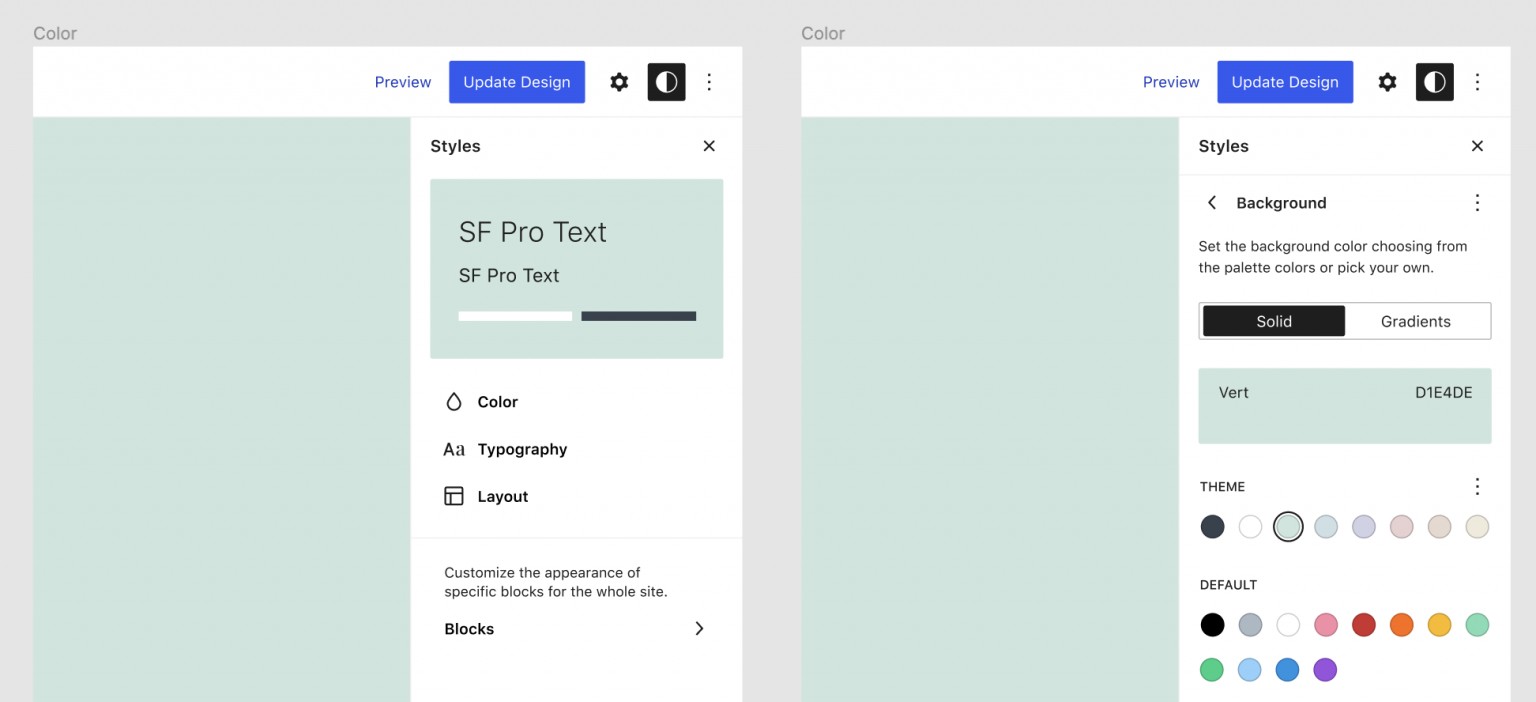 Color
Preview
Update Design
Styles
SF Pro Text
SF Pro Text
Color
Aa Typography
Layout
Customize the appearance of
specific blocks for the whole site.
Blocks
Color
Preview
Update Design
Styles
Background
Set the background color choosing from
the palette colors or pick your own.
Solid
Gradients
Vert
D1E4DE
THEME
DEFAULT